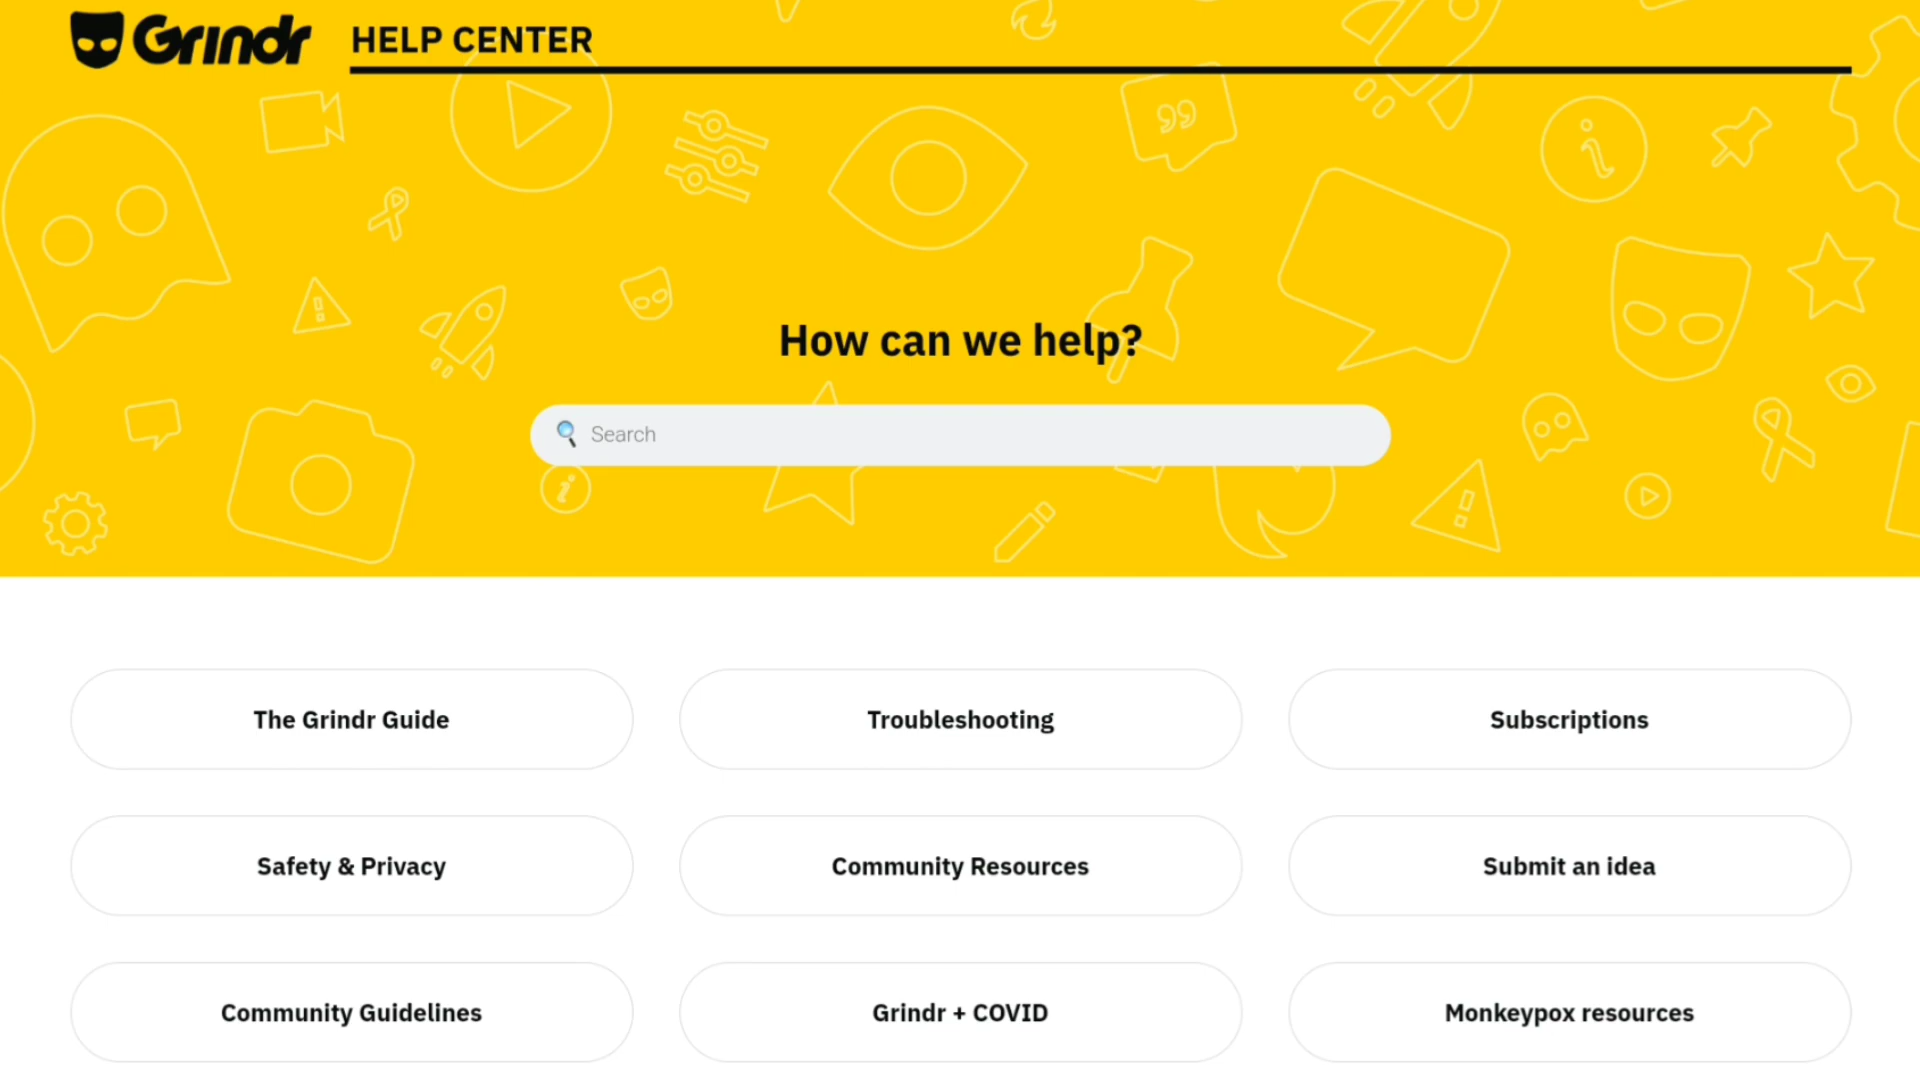 Grindr HELP CENTER
How can we help?
Search
The Grindr Guide
Troubleshooting
Subscriptions
Safety & Privacy
Community Resources
Submit an idea
Community Guidelines
Grindr + COVID
Monkeypox resources